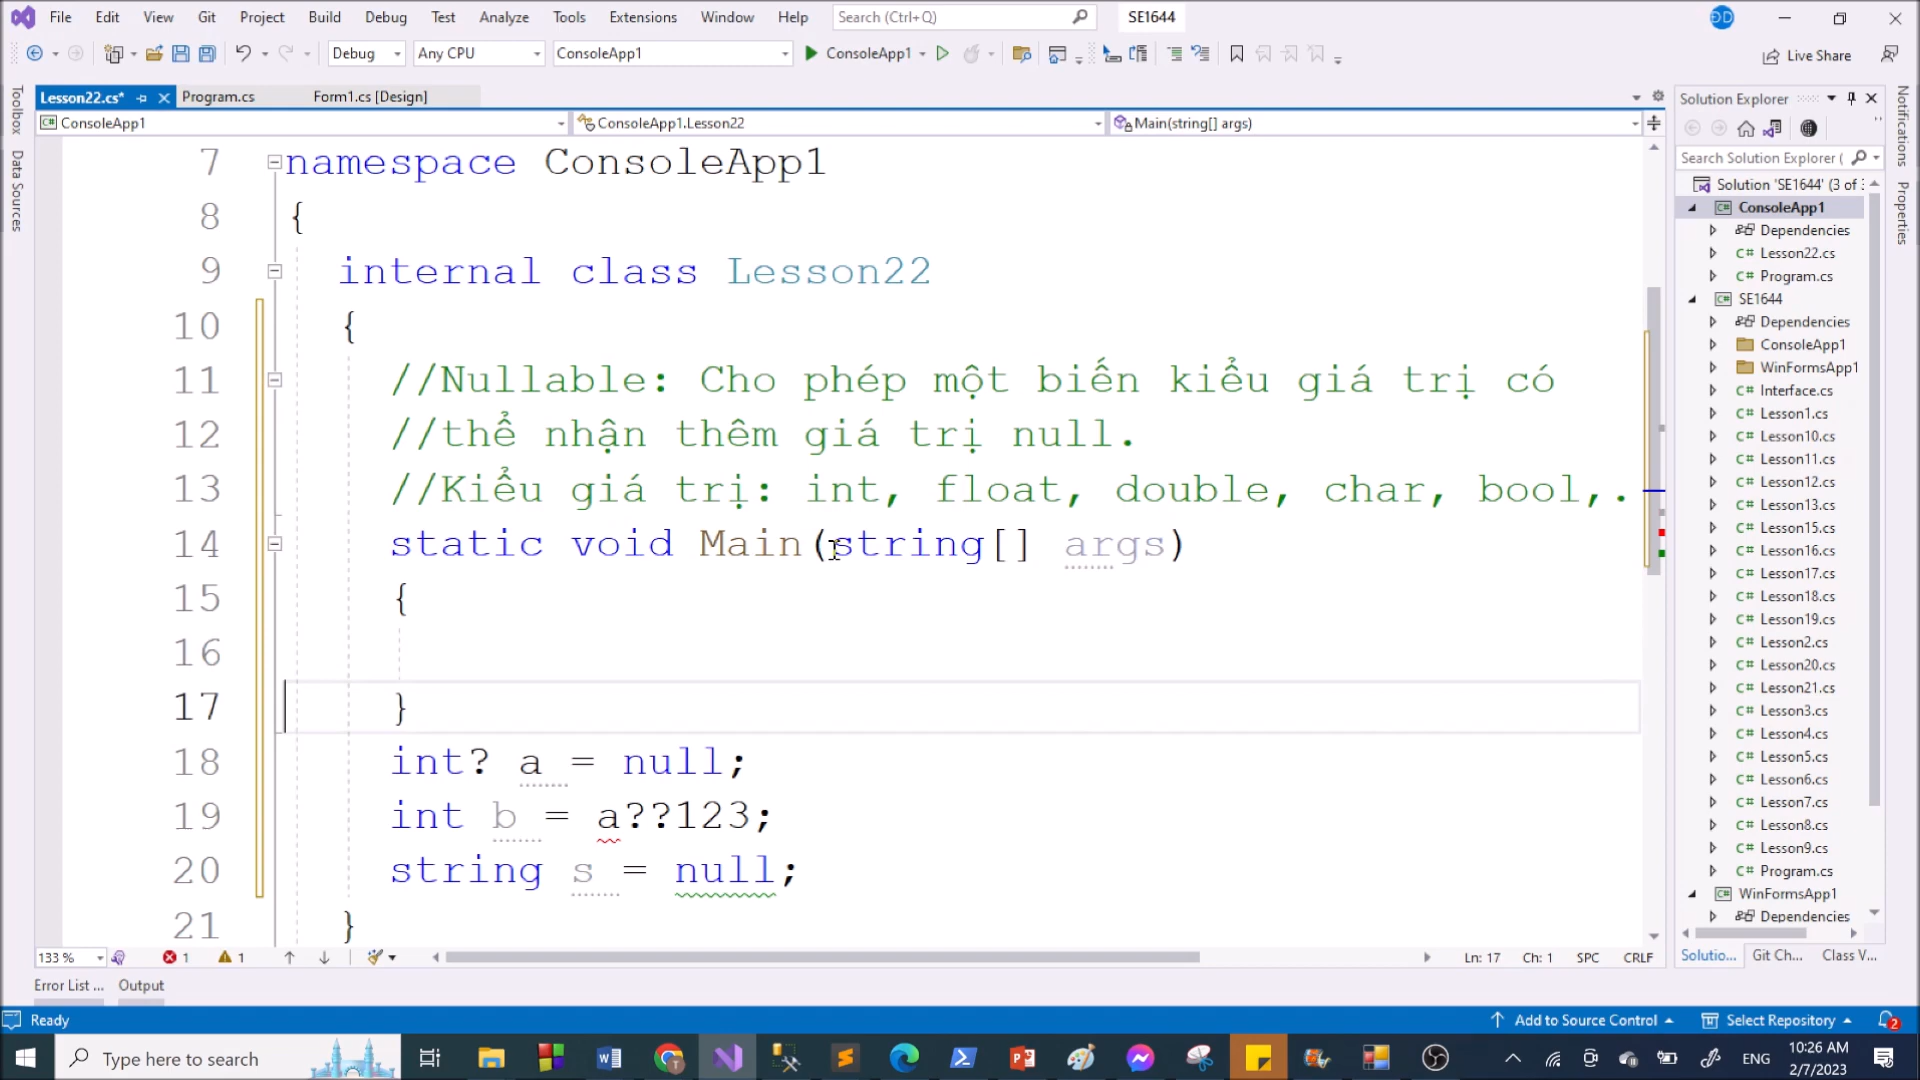 File Edit View Git Project Build Debug Test Analyze Tools Extensions Window Help Search (Ctrl+Q) SE1644 ĐD
Debug Any CPU ConsoleApp1 ConsoleApp1 Live Share
Lesson22.cs* Program.cs Form1.cs [Design]
ConsoleApp1 ConsoleApp1.Lesson22 Main(string[] args)
Toolbox
Data Sources
7 namespace ConsoleApp1
8 {
9 internal class Lesson22
10 {
11 //Nullable: Cho phép một biến kiểu giá trị có
12 //thể nhận thêm giá trị null.
13 //Kiểu giá trị: int, float, double, char, bool,.
14 static void Main(string[] args)
15 {
16
17 }
18 int? a = null;
19 int b = a??123;
20 string s = null;
21 }
133 % 1 1 Ln: 17 Ch: 1 SPC CRLF
Error List ... Output
Solution Explorer
Search Solution Explorer (
Solution 'SE1644' (3 of 3
ConsoleApp1
Dependencies
C# Lesson22.cs
C# Program.cs
SE1644
Dependencies
ConsoleApp1
WinFormsApp1
C# Interface.cs
C# Lesson1.cs
C# Lesson10.cs
C# Lesson11.cs
C# Lesson12.cs
C# Lesson13.cs
C# Lesson15.cs
C# Lesson16.cs
C# Lesson17.cs
C# Lesson18.cs
C# Lesson19.cs
C# Lesson2.cs
C# Lesson20.cs
C# Lesson21.cs
C# Lesson3.cs
C# Lesson4.cs
C# Lesson5.cs
C# Lesson6.cs
C# Lesson7.cs
C# Lesson8.cs
C# Lesson9.cs
C# Program.cs
WinFormsApp1
Dependencies
Solutio... Git Ch... Class V...
Notifications
Properties
Ready Add to Source Control Select Repository 2
Type here to search ENG 10:26 AM
2/7/2023